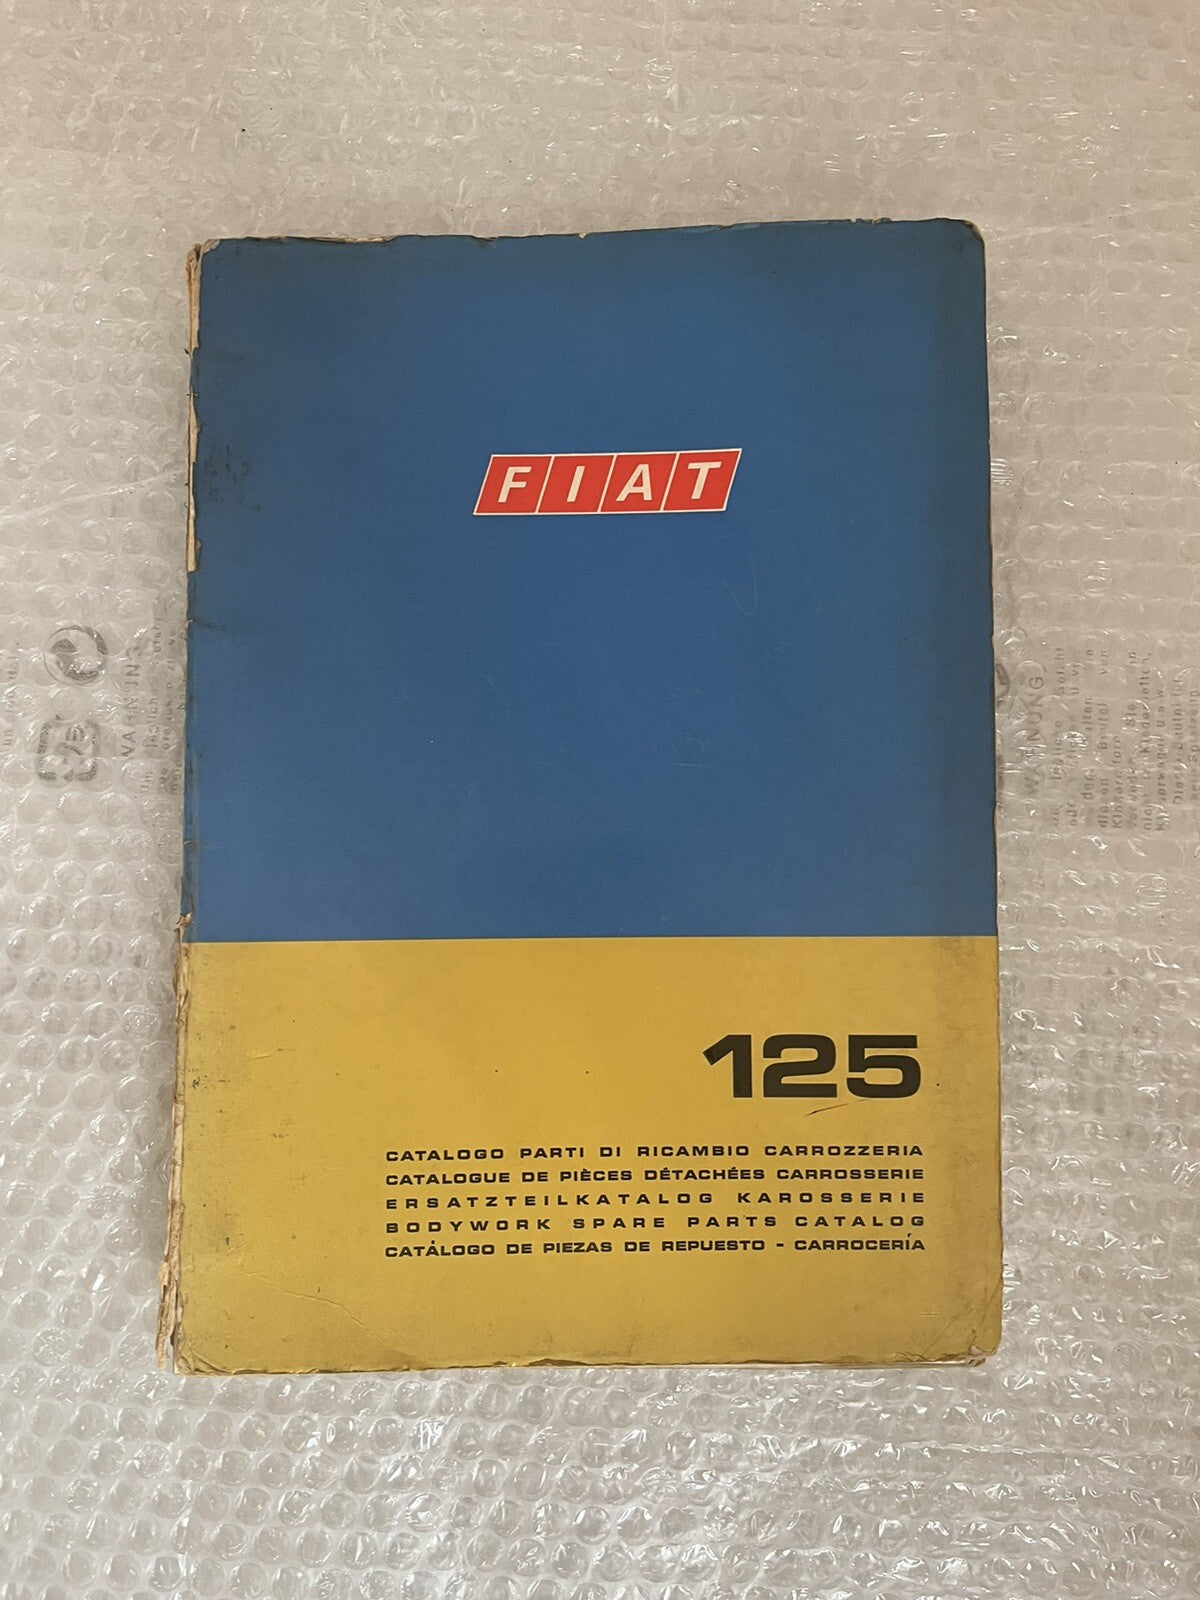 FIAT
125
CATALOGO PARTI DI RICAMBIO CARROZZERIA
CATALOGUE DE PIÈCES DÉTACHÉES CARROSSERIE
ERSATZTEILKATALOG KAROSSERIE
BODYWORK SPARE PARTS CATALOG
CATÁLOGO DE PIEZAS DE REPUESTO - CARROCERÍA
WARNUNG